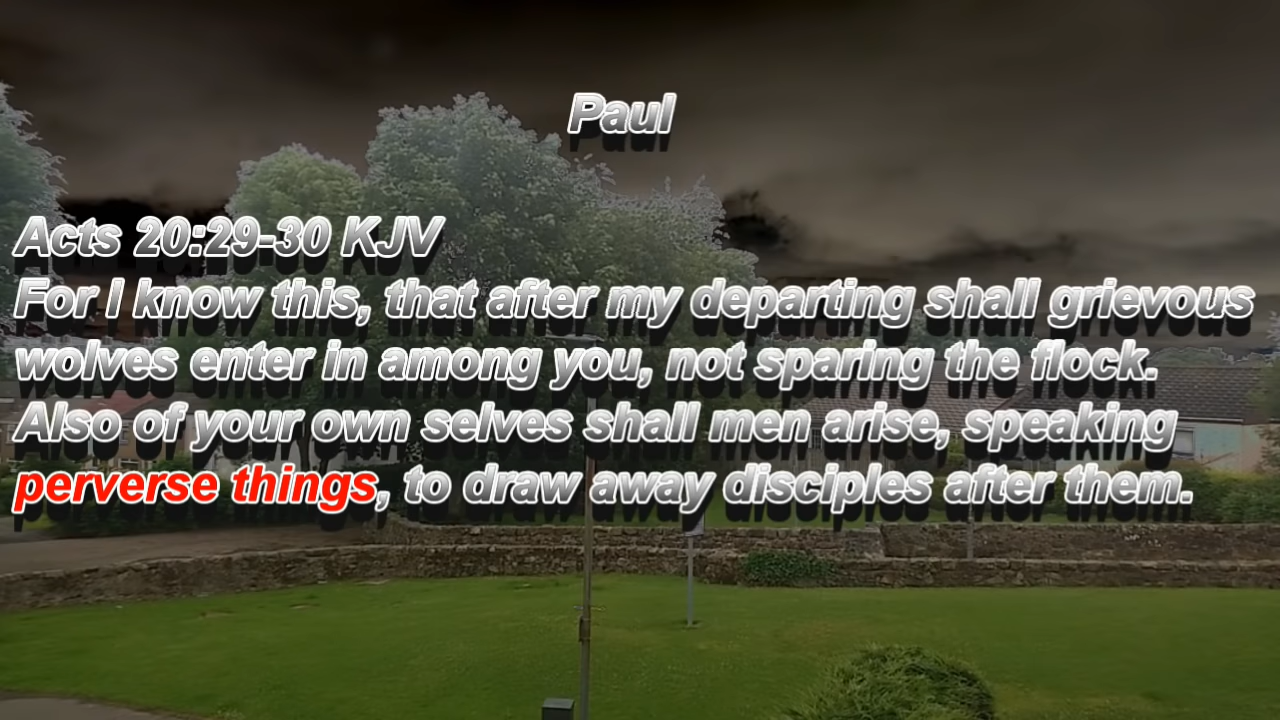 Paul
Acts 20:29-30 KJV
For I know this, that after my departing shall grievous
wolves enter in among you, not sparing the flock.
Also of your own selves shall men arise, speaking
perverse things, to draw away disciples after them.